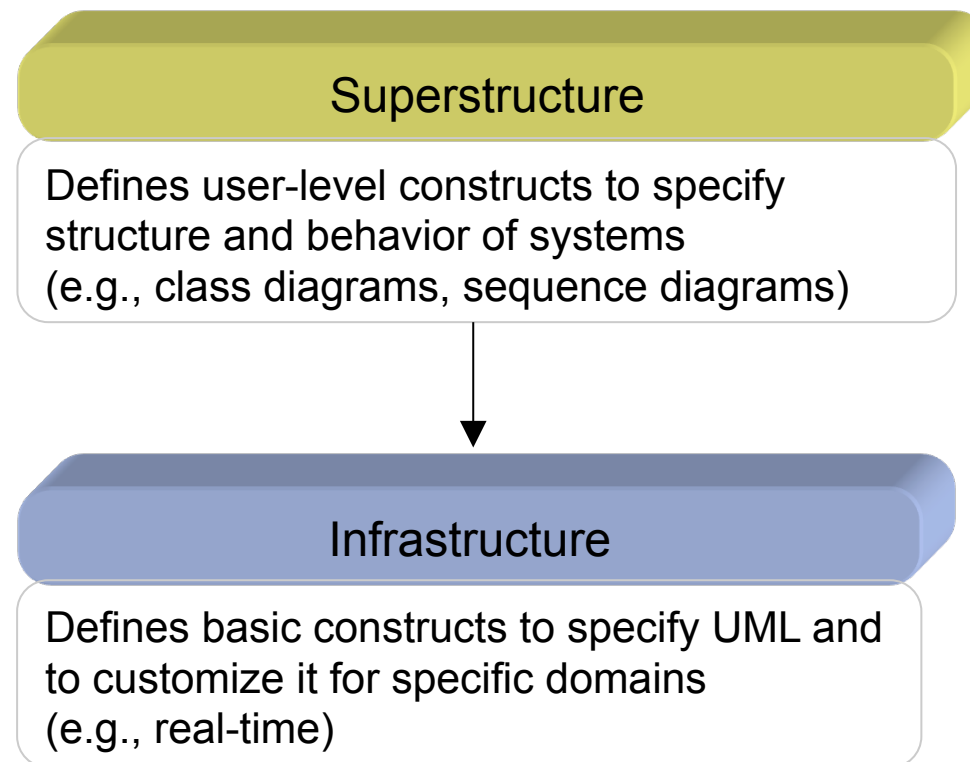 Superstructure
Defines user-level constructs to specify
structure and behavior of systems
(e.g., class diagrams, sequence diagrams)
Infrastructure
Defines basic constructs to specify UML and
to customize it for specific domains
(e.g., real-time)